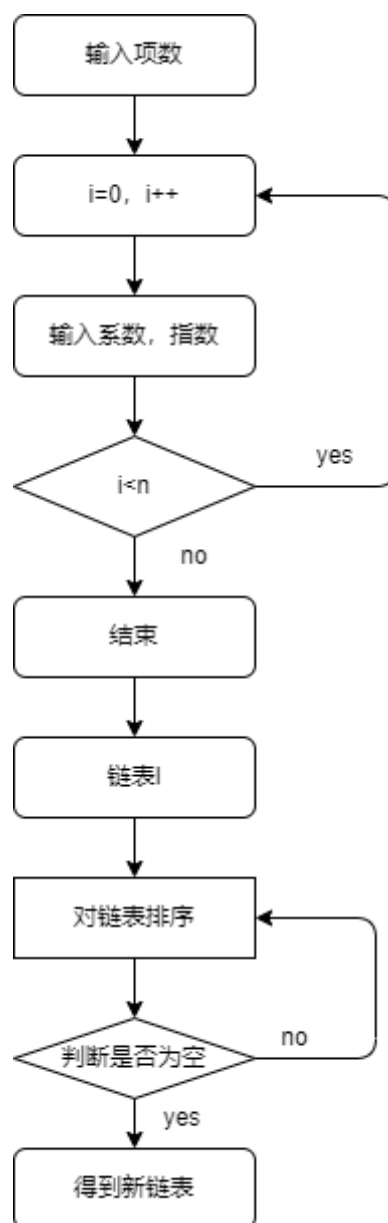 输入项数
i=0，i++
输入系数，指数
i<n
yes
no
结束
链表l
对链表排序
判断是否为空
no
yes
得到新链表